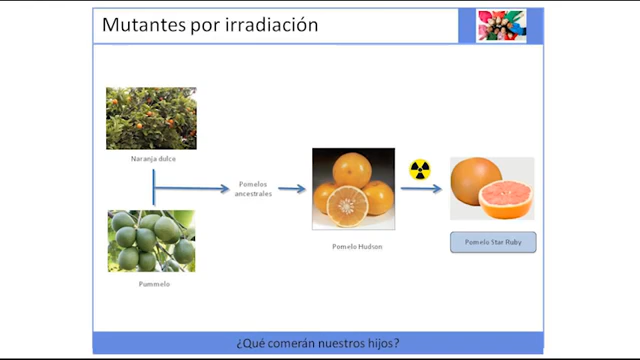 Mutantes por irradiación
Naranja dulce
Pomelos
ancestrales
Pummelo
Pomelo Hudson
Pomelo Star Ruby
¿Qué comerán nuestros hijos?